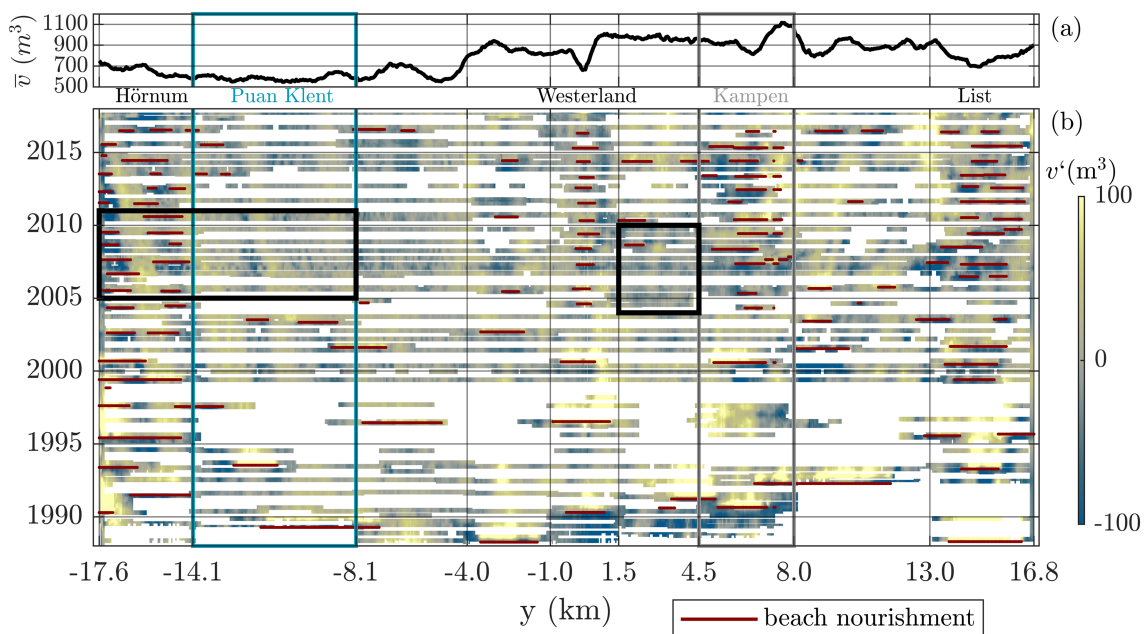 1100
900
700
500
v̅ (m³)
(a)
Hörnum Puan Klent Westerland Kampen List
(b)
2015
2010
2005
2000
1995
1990
v‘(m³)
100
0
-100
-17.6 -14.1 -8.1 -4.0 -1.0 1.5 4.5 8.0 13.0 16.8
y (km)
beach nourishment